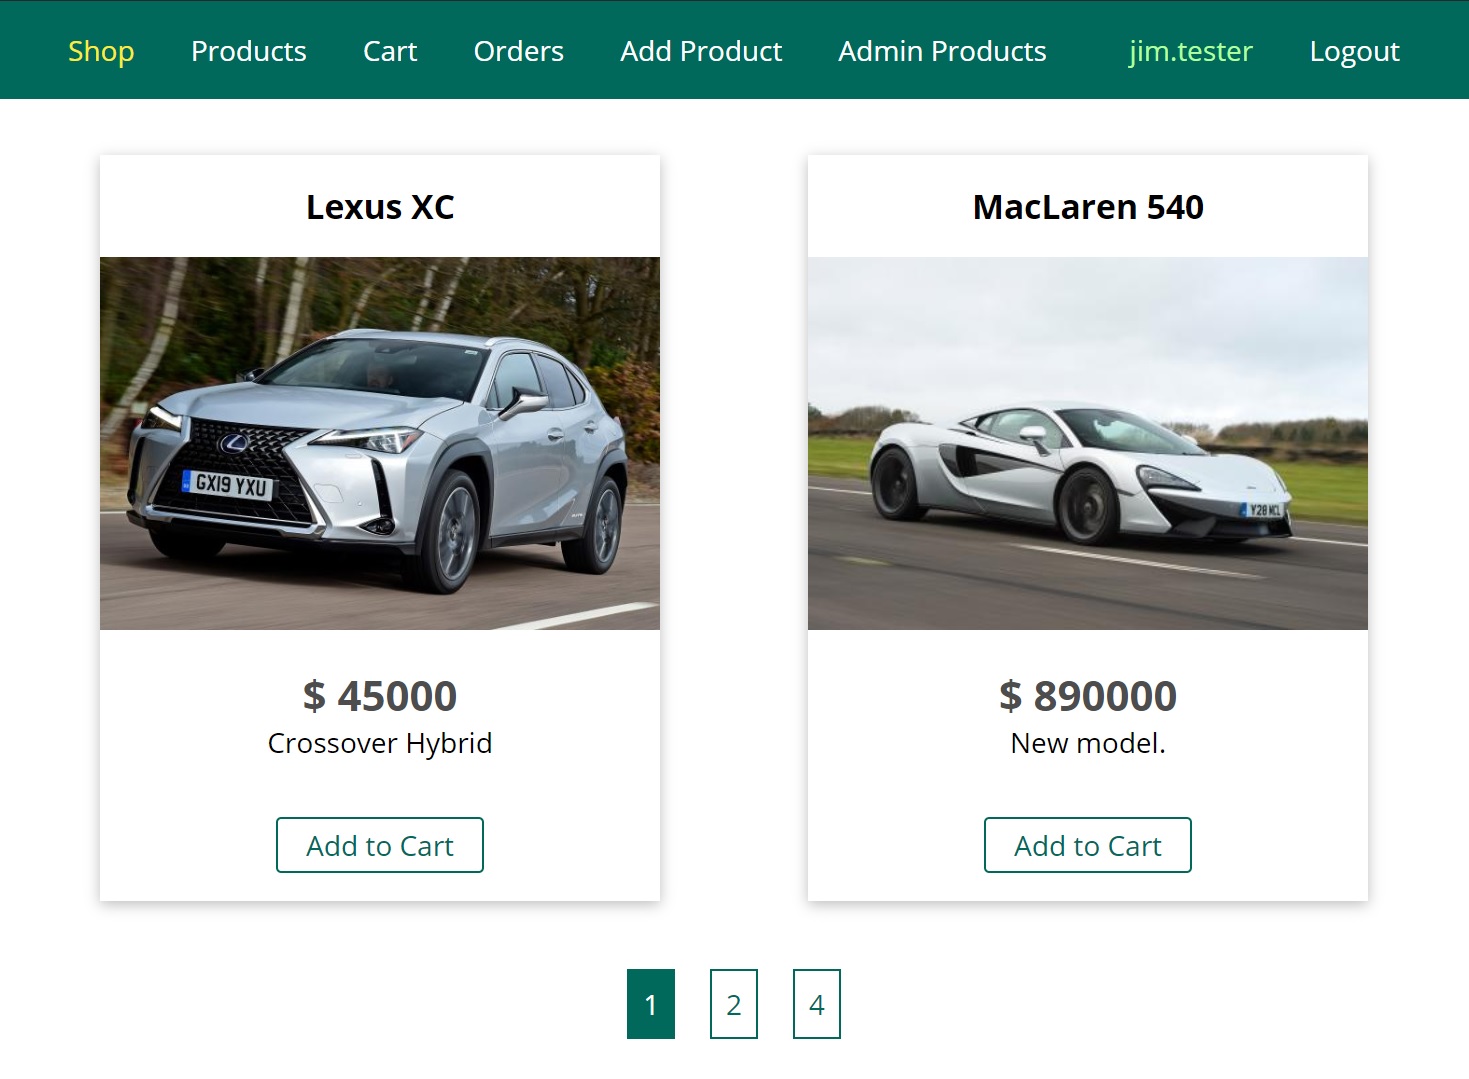 Shop Products Cart Orders Add Product Admin Products jim.tester Logout
Lexus XC
GX19 YXU
$ 45000
Crossover Hybrid
Add to Cart
MacLaren 540
Y28 MCL
$ 890000
New model.
Add to Cart
1 2 4